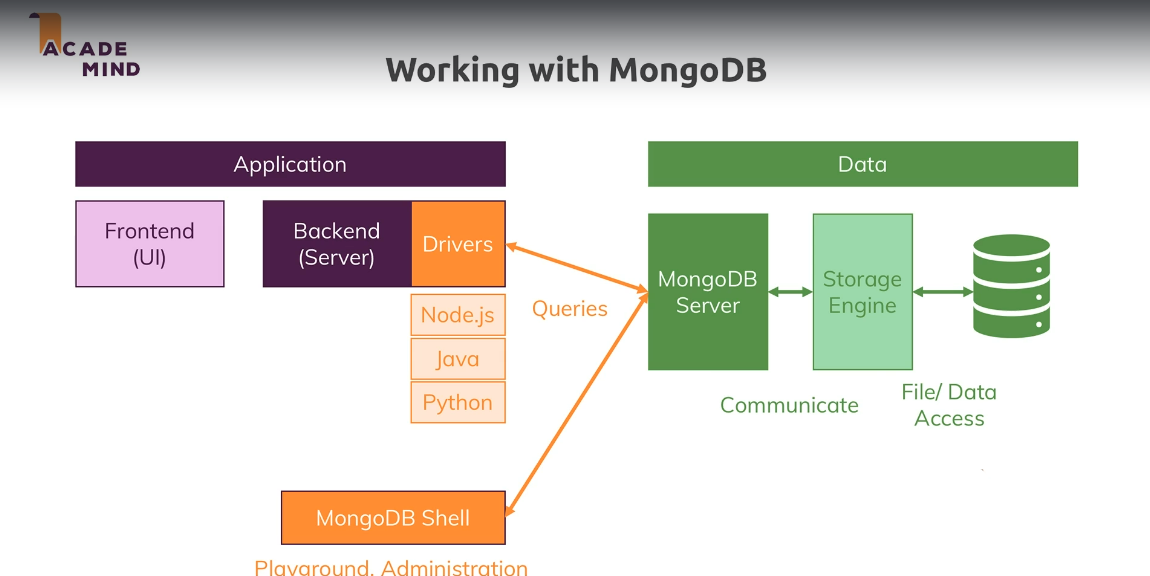 ACADE
MIND
Working with MongoDB
Application
Data
Frontend
(UI)
Backend
(Server)
Drivers
Node.js
Java
Python
Queries
MongoDB
Server
Storage
Engine
Communicate
File/ Data
Access
MongoDB Shell
Playground, Administration